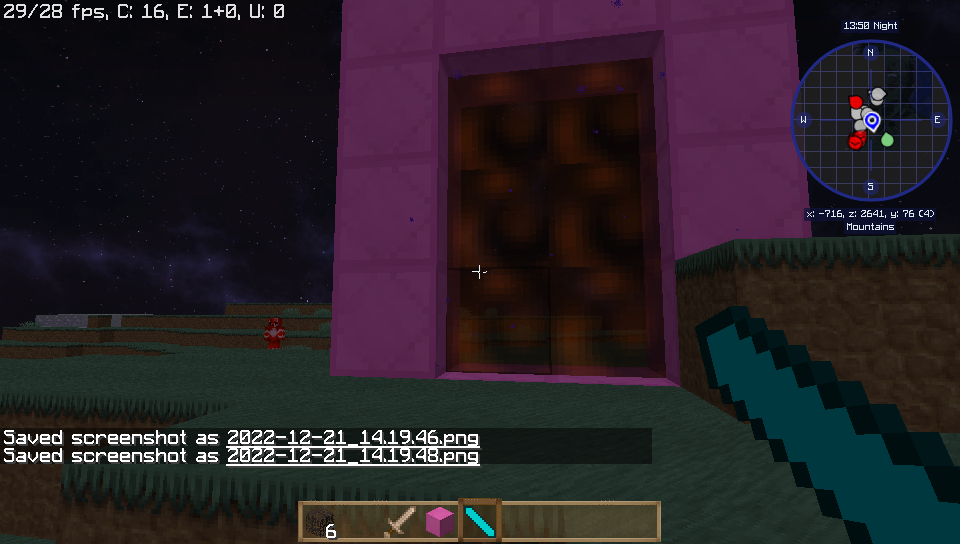 29/28 fps, C: 16, E: 1+0, U: 0
13:50 Night
N
W
E
S
x: -716, z: 2641, y: 76 (4)
Mountains
Saved screenshot as 2022-12-21_14.19.46.png
Saved screenshot as 2022-12-21_14.19.48.png
6